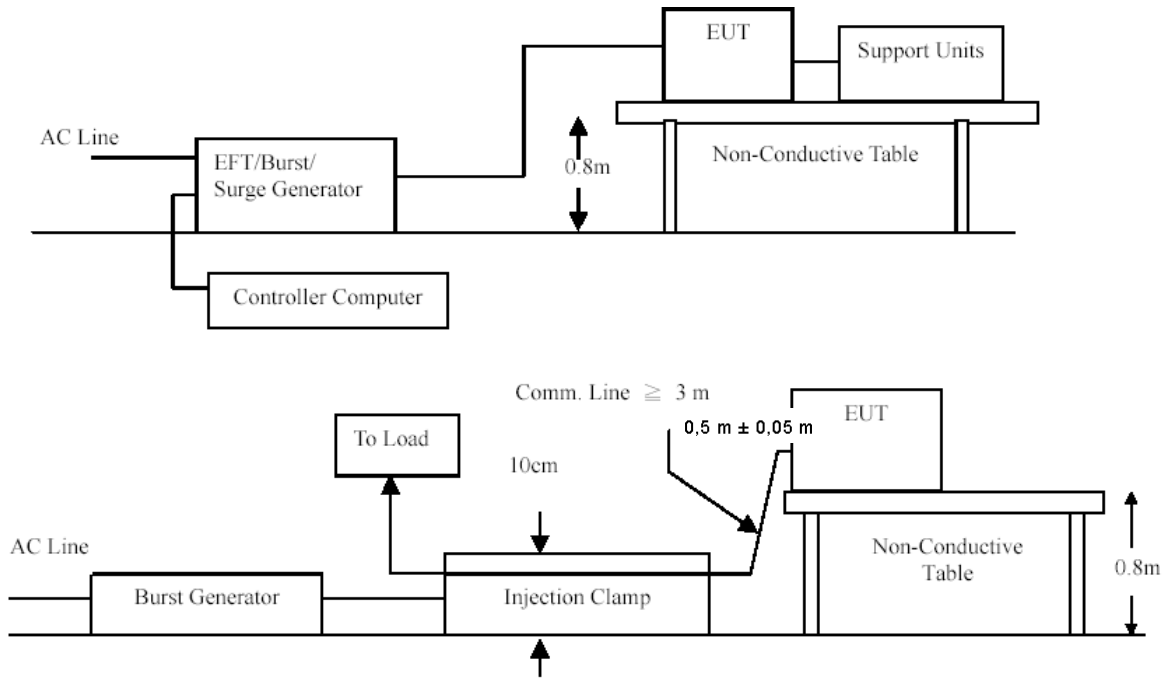 EUT
Support Units
AC Line
EFT/Burst/
Surge Generator
0.8m
Non-Conductive Table
Controller Computer
Comm. Line ≧ 3 m
0,5 m ± 0,05 m
EUT
To Load
10cm
AC Line
Burst Generator
Injection Clamp
Non-Conductive
Table
0.8m